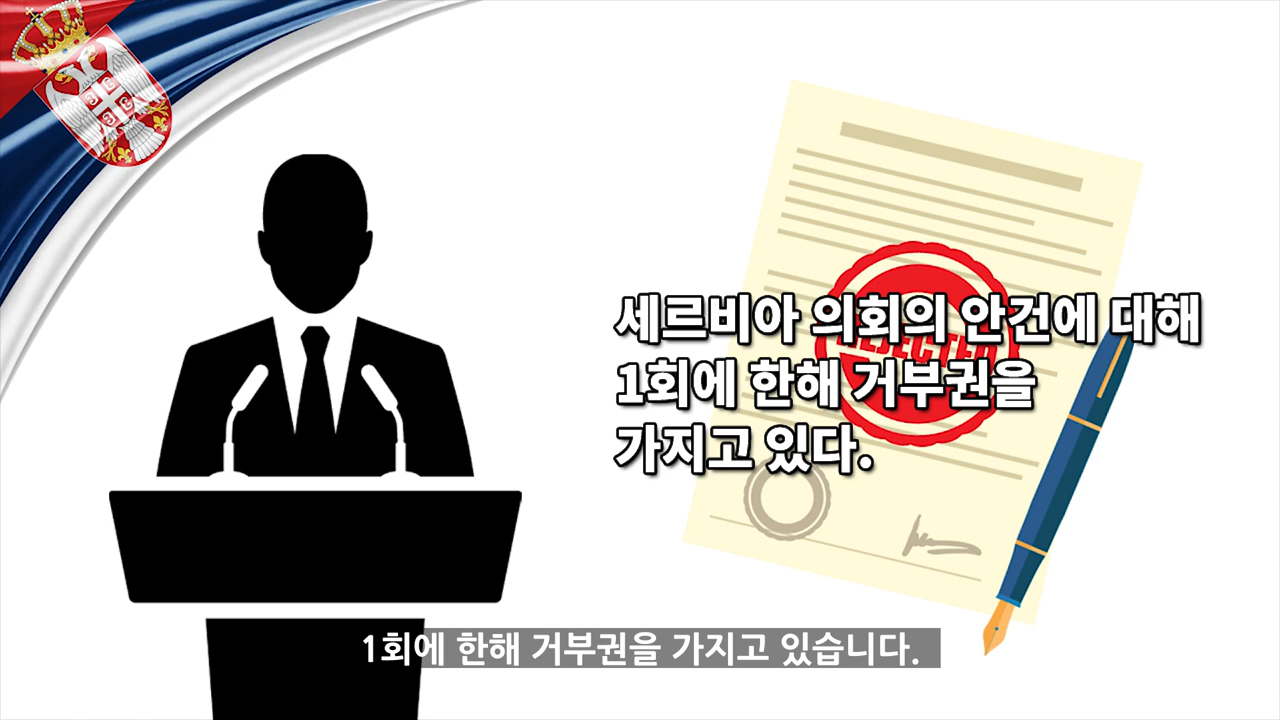 세르비아 의회의 안건에 대해
1회에 한해 거부권을
가지고 있다.
1회에 한해 거부권을 가지고 있습니다.